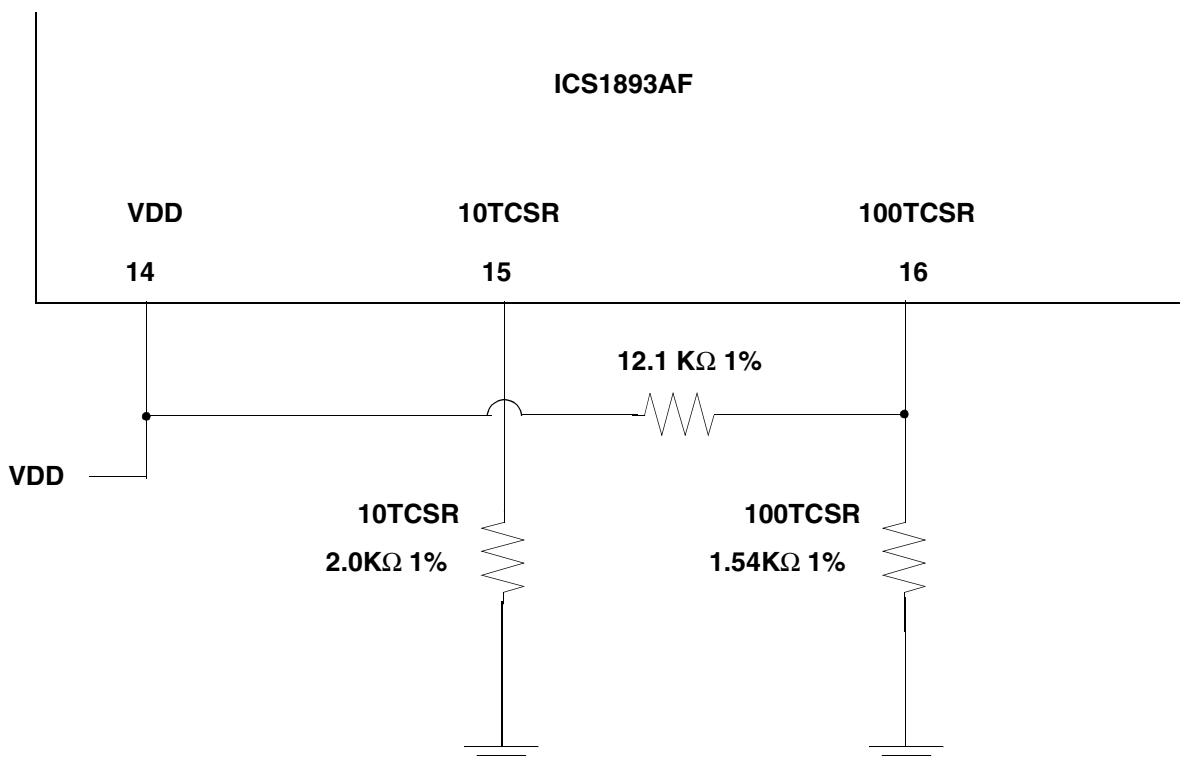 ICS1893AF
VDD 10TCSR 100TCSR
14 15 16
12.1 KΩ 1%
VDD
10TCSR 100TCSR
2.0KΩ 1% 1.54KΩ 1%